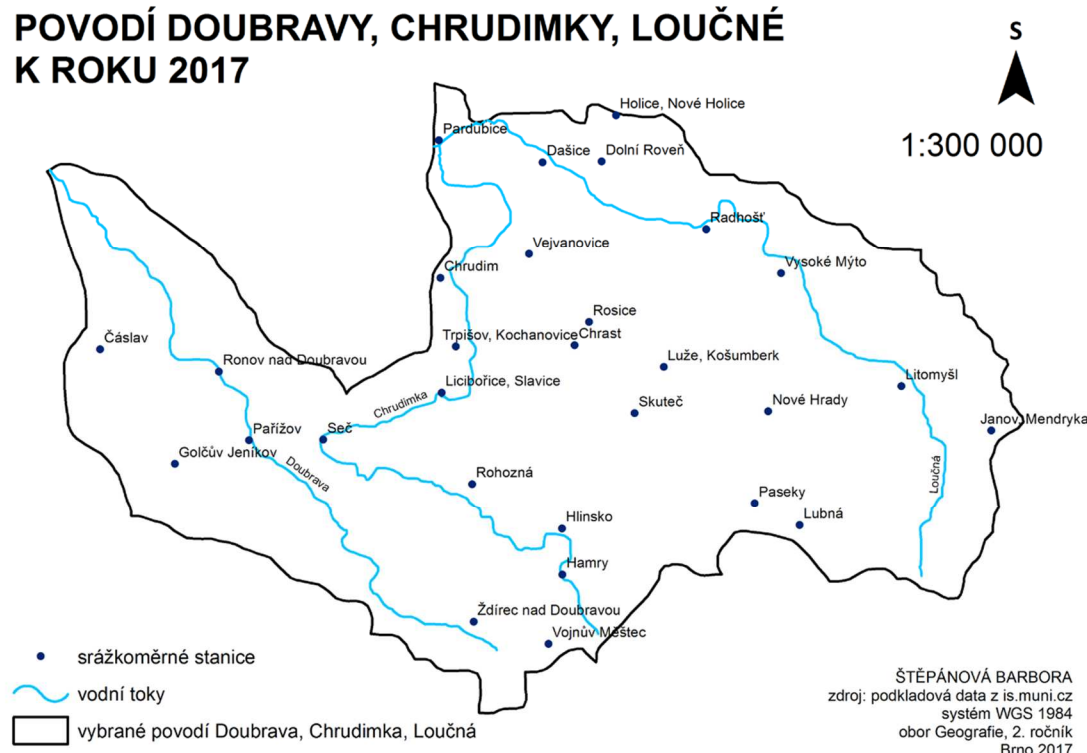 POVODÍ DOUBRAVY, CHRUDIMKY, LOUČNÉ
K ROKU 2017
S
1:300 000
Holice, Nové Holice
Pardubice
Dašice
Dolní Roveň
Radhošť
Vejvanovice
Vysoké Mýto
Chrudim
Rosice
Čáslav
Trpišov, Kochanovice
Chrast
Ronov nad Doubravou
Luže, Košumberk
Litomyšl
Licibořice, Slavice
Chrudimka
Skuteč
Nové Hrady
Janov, Mendryka
Pařížov
Seč
Golčův Jeníkov
Doubrava
Rohozná
Loučná
Paseky
Lubná
Hlinsko
Hamry
Ždírec nad Doubravou
Vojnův Městec
srážkoměrné stanice
vodní toky
vybrané povodí Doubrava, Chrudimka, Loučná
ŠTĚPÁNOVÁ BARBORA
zdroj: podkladová data z is.muni.cz
systém WGS 1984
obor Geografie, 2. ročník
Brno 2017